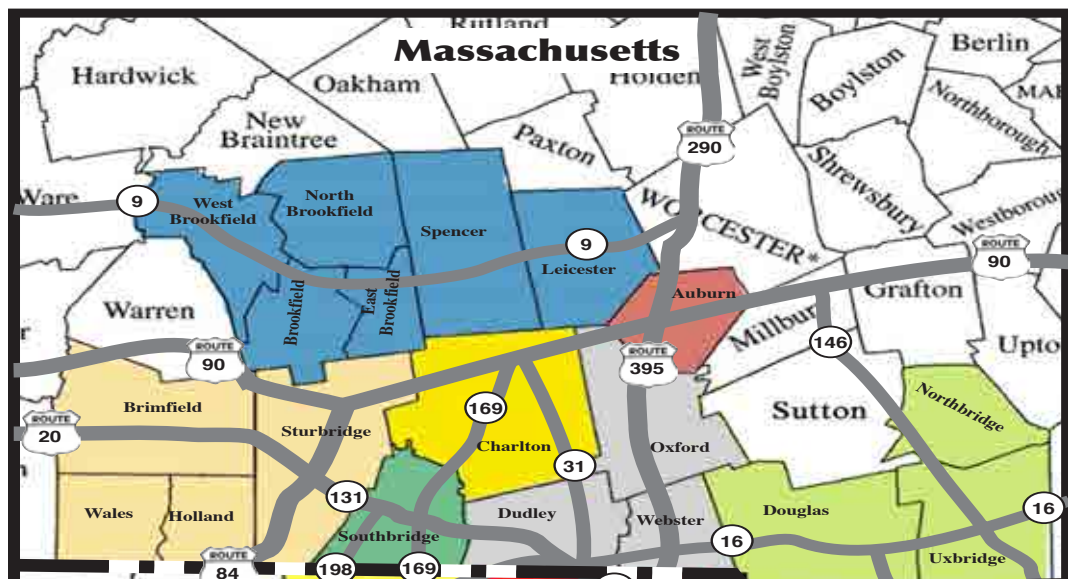 Rutland
Massachusetts
Hardwick
Oakham
Holden
West
Boylston
Boylston
Berlin
New
Braintree
Paxton
ROUTE
290
Northborough
Shrewsbury
Ware
9
West
Brookfield
North
Brookfield
Spencer
9
Leicester
WORCESTER*
ROUTE
90
Warren
Brookfield
East
Brookfield
Auburn
Grafton
Millbur
146
Upto
ROUTE
90
ROUTE
395
Brimfield
ROUTE
20
Sturbridge
169
Charlton
31
Oxford
Sutton
Northbridge
Wales
Holland
131
Southbridge
Dudley
Webster
16
Douglas
16
Uxbridge
ROUTE
84
198
169